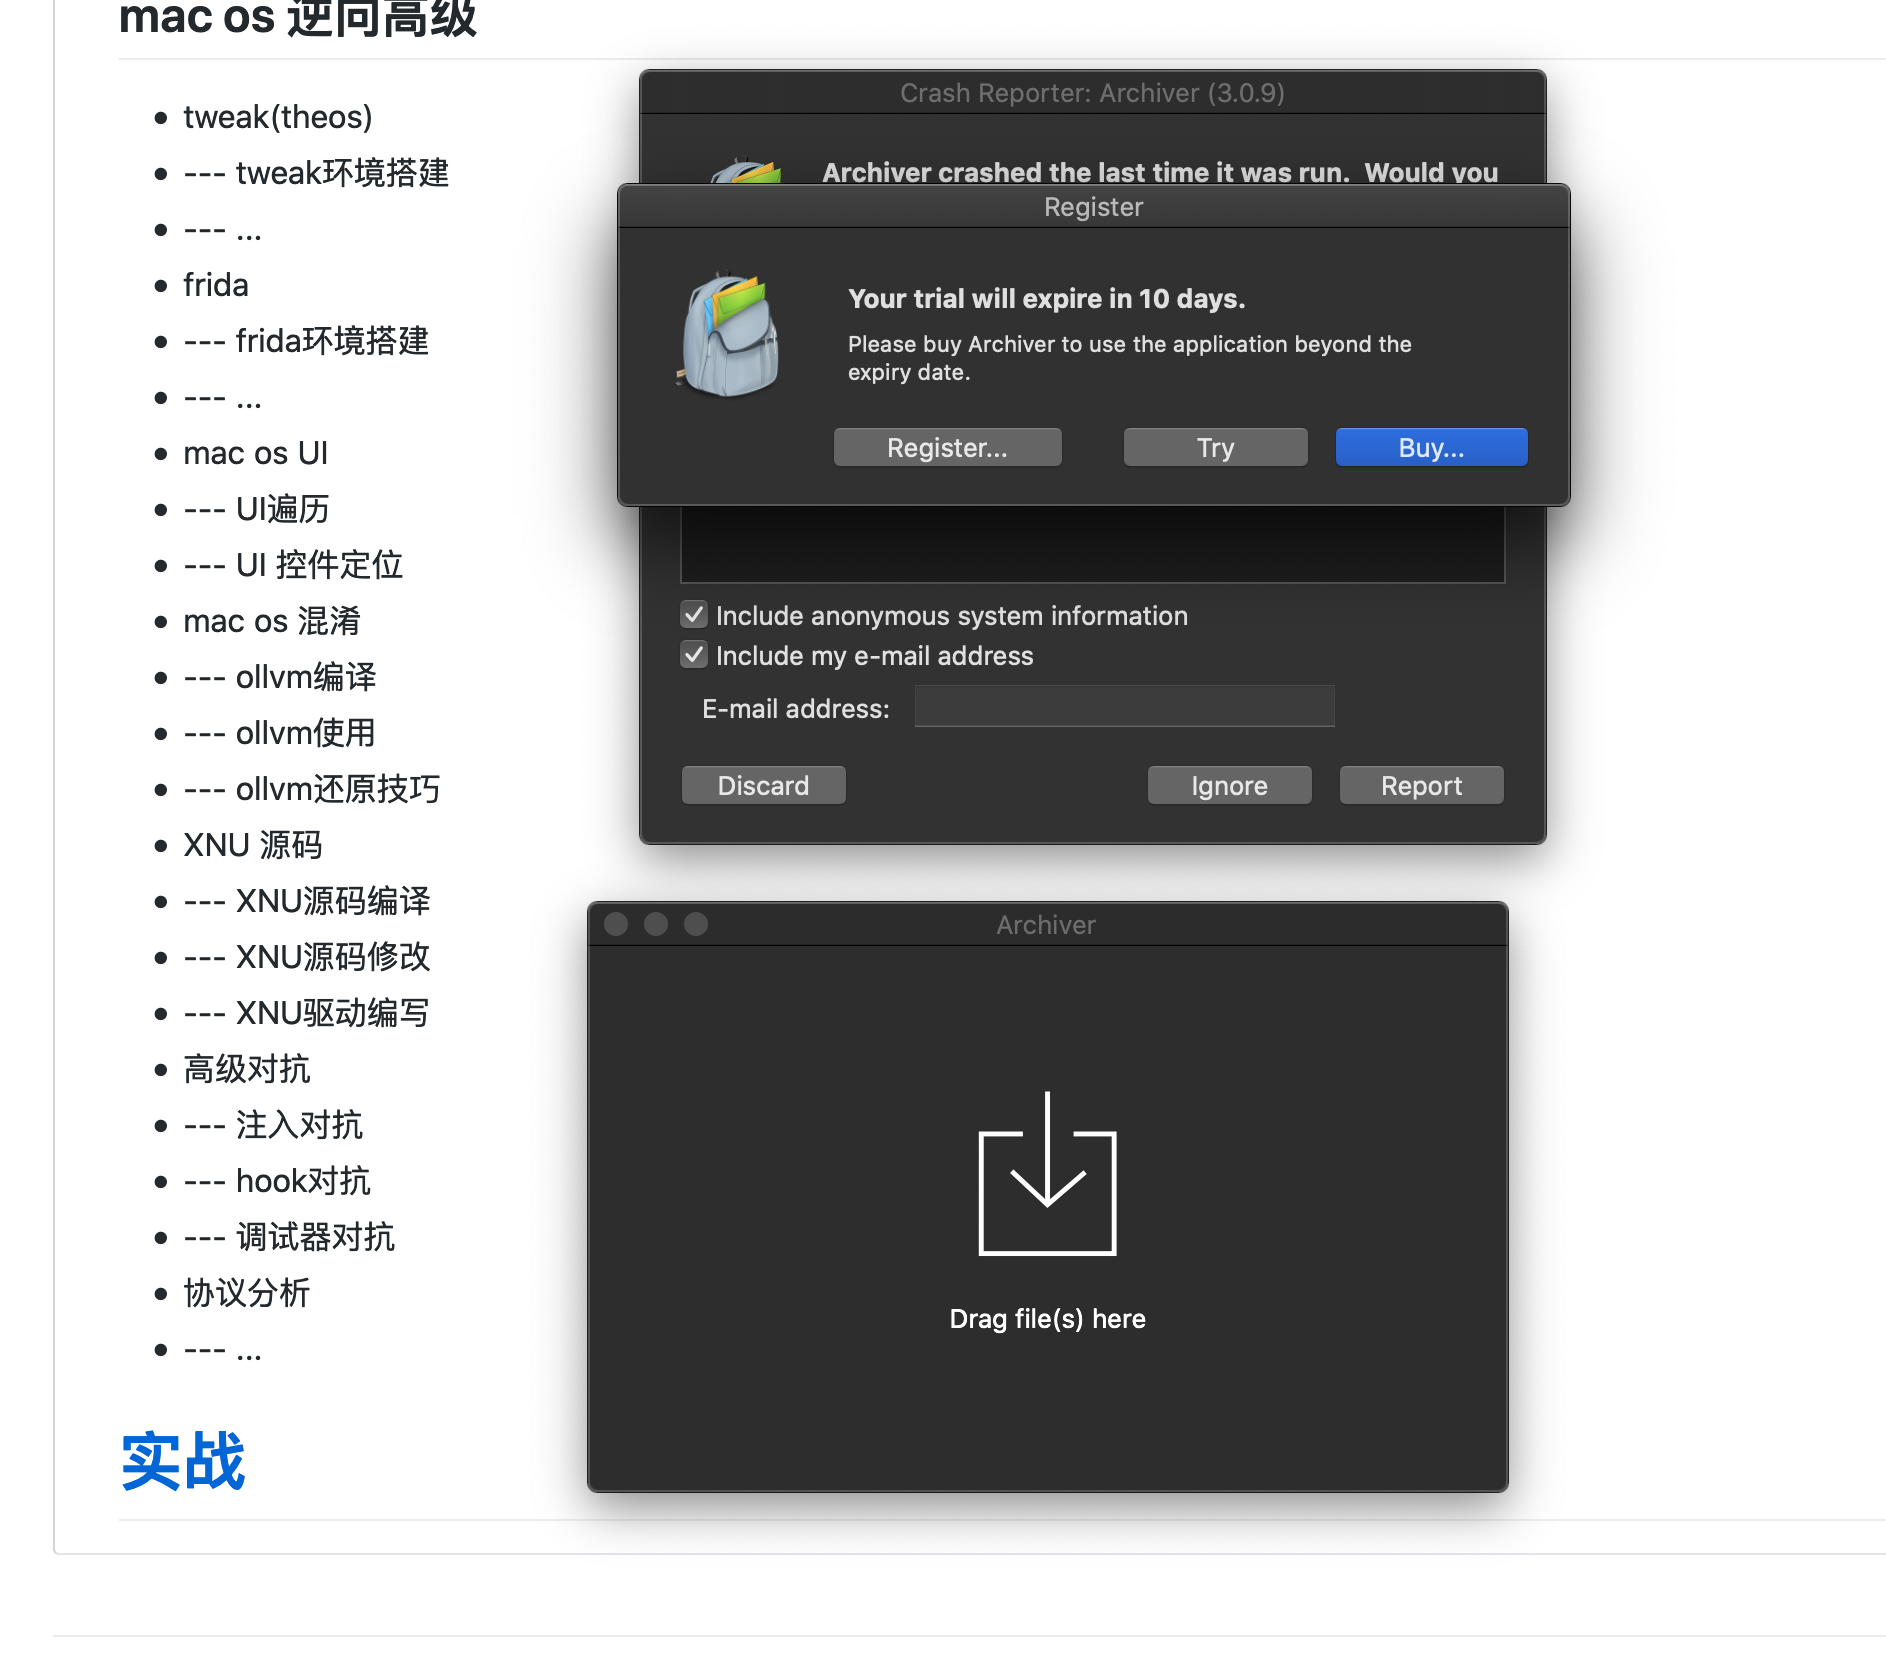 mac os 逆向高级
tweak(theos)
--- tweak环境搭建
--- ...
frida
--- frida环境搭建
--- ...
mac os UI
--- UI遍历
--- UI 控件定位
mac os 混淆
--- ollvm编译
--- ollvm使用
--- ollvm还原技巧
XNU 源码
--- XNU源码编译
--- XNU源码修改
--- XNU驱动编写
高级对抗
--- 注入对抗
--- hook对抗
--- 调试器对抗
协议分析
--- ...
实战
Crash Reporter: Archiver (3.0.9)
Archiver crashed the last time it was run. Would you
Register
Your trial will expire in 10 days.
Please buy Archiver to use the application beyond the
expiry date.
Register...
Try
Buy...
Include anonymous system information
Include my e-mail address
E-mail address:
Discard
Ignore
Report
Archiver
Drag file(s) here